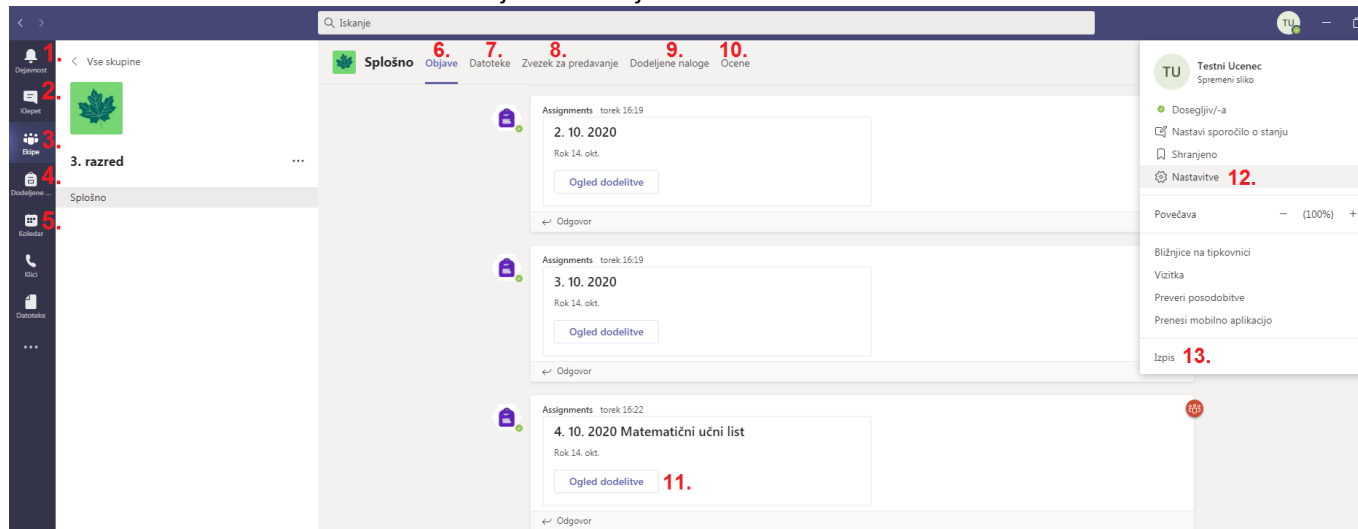 Iskanje
TU
1.
Dejavnost
2.
Klepet
3.
Ekipe
4.
Dodeljene ...
5.
Koledar
Klici
Datoteke
Vse skupine
3. razred
Splošno
Splošno
6.
Objave
7.
Datoteke
8.
Zvezek za predavanje
9.
Dodeljene naloge
10.
Ocene
Assignments torek 16:19
2. 10. 2020
Rok 14. okt.
Ogled dodelitve
Odgovor
Assignments torek 16:19
3. 10. 2020
Rok 14. okt.
Ogled dodelitve
Odgovor
Assignments torek 16:22
4. 10. 2020 Matematični učni list
Rok 14. okt.
Ogled dodelitve 11.
Odgovor
TU
Testni Ucenec
Spremeni sliko
Dosegljiv/-a
Nastavi sporočilo o stanju
Shranjeno
Nastavitve 12.
Povečava − (100%) +
Bližnjice na tipkovnici
Vizitka
Preveri posodobitve
Prenesi mobilno aplikacijo
Izpis 13.